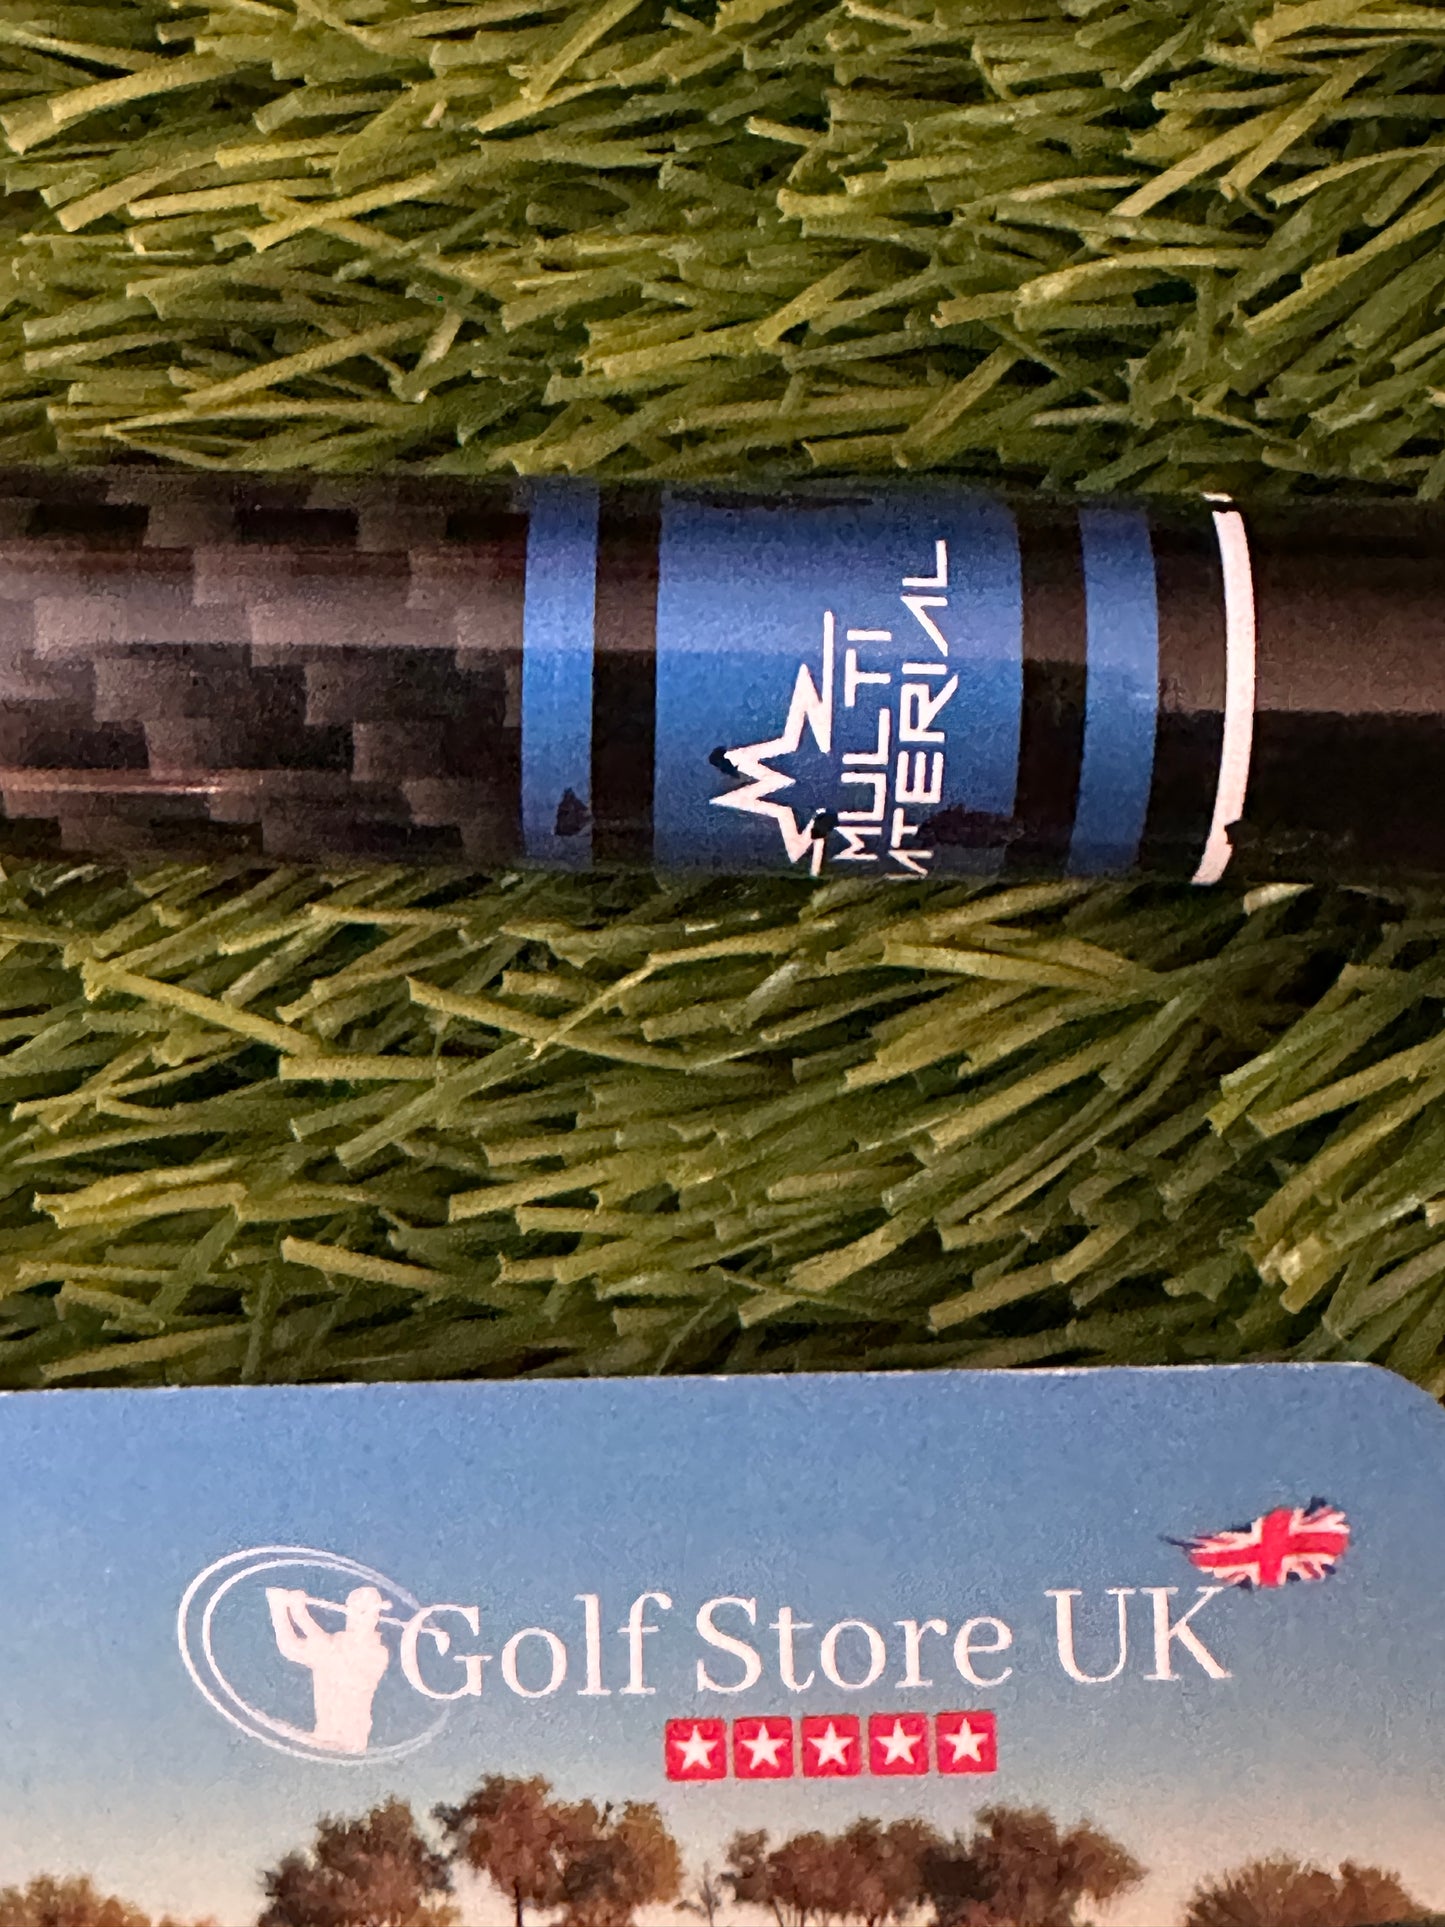 MULTI
MATERIAL
Golf Store UK